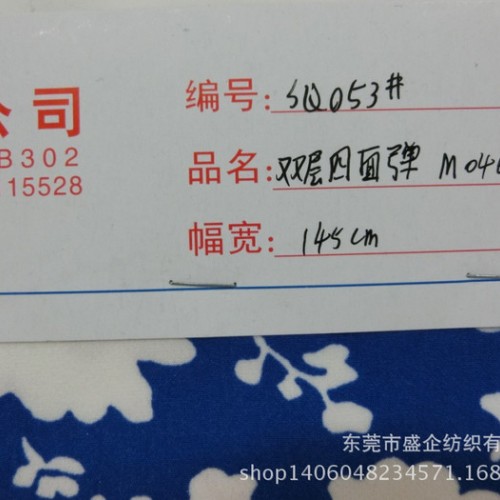 公司
B302
15528
编号: SQ053#
品名: 双层四面弹 M04
幅宽: 145cm
东莞市盛企纺织有
shop1406048234571.168